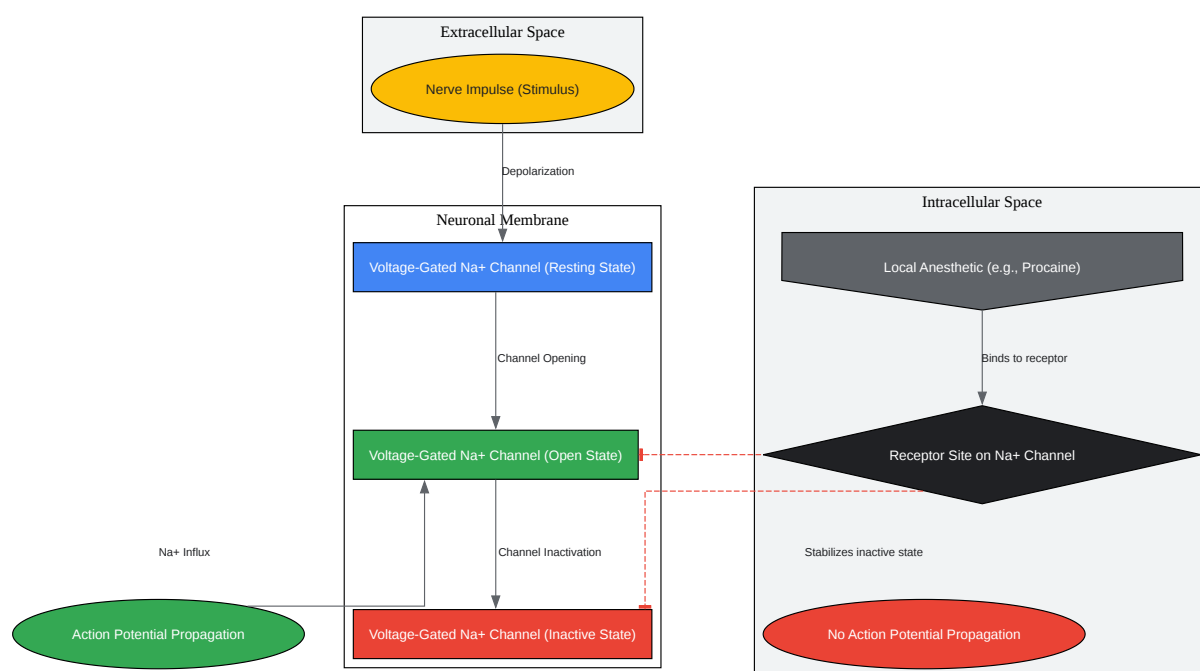 Extracellular Space
Nerve Impulse (Stimulus)
Depolarization
Neuronal Membrane
Voltage-Gated Na+ Channel (Resting State)
Channel Opening
Voltage-Gated Na+ Channel (Open State)
Channel Inactivation
Voltage-Gated Na+ Channel (Inactive State)
Na+ Influx
Action Potential Propagation
Intracellular Space
Local Anesthetic (e.g., Procaine)
Binds to receptor
Receptor Site on Na+ Channel
Stabilizes inactive state
No Action Potential Propagation